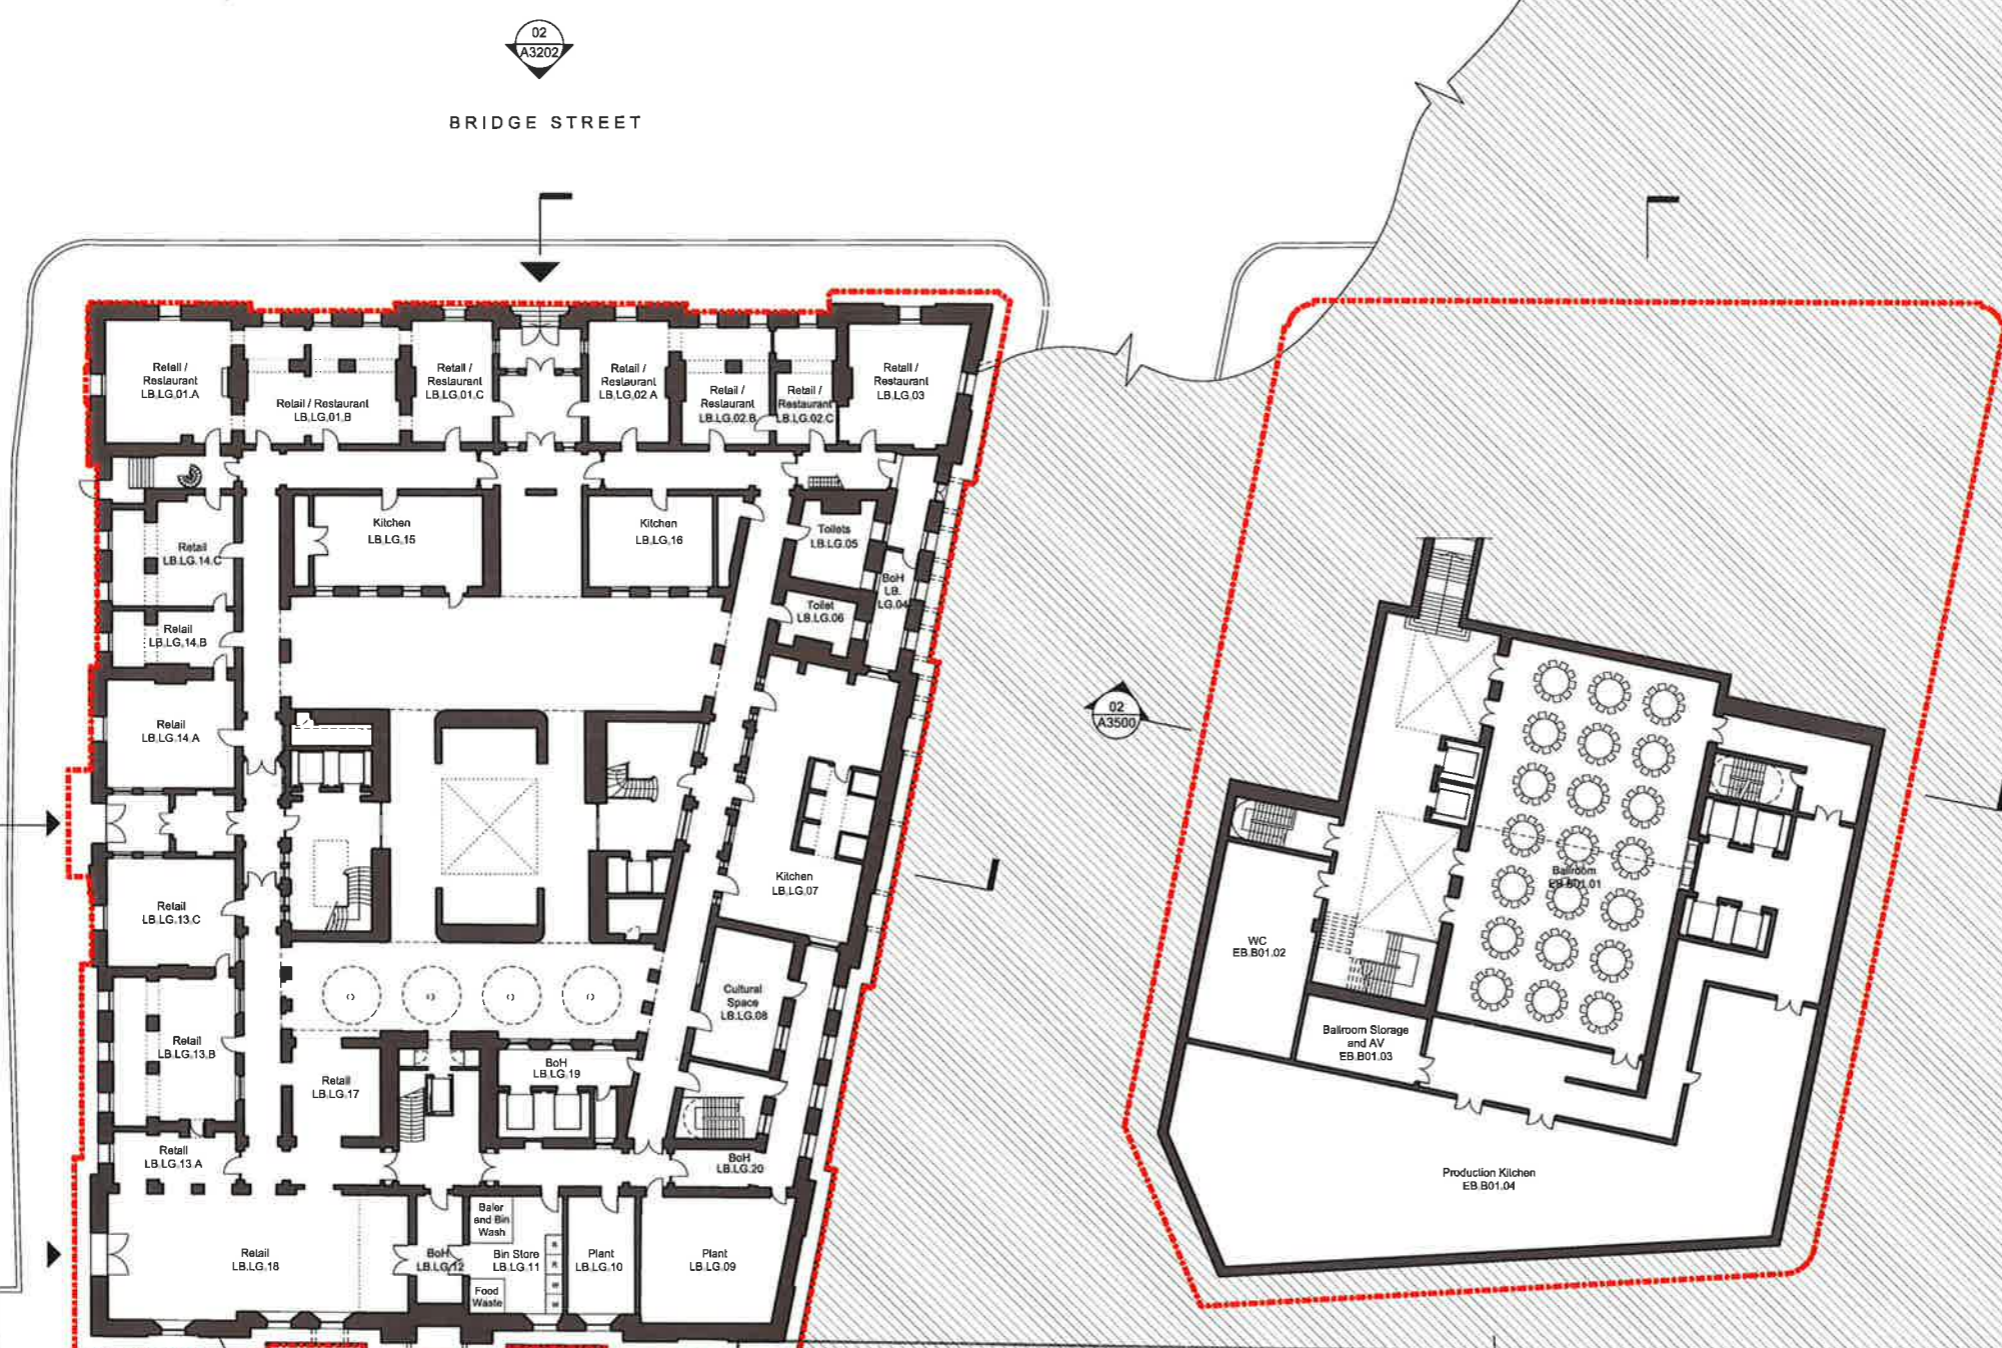 02
A3202
BRIDGE STREET
Retail /
Restaurant
LB.LG.01.A
Retail / Restaurant
LB.LG.01.B
Retail /
Restaurant
LB.LG.01.C
Retail /
Restaurant
LB.LG.02.A
Retail /
Restaurant
LB.LG.02.B
Retail /
Restaurant
LB.LG.02.C
Retail /
Restaurant
LB.LG.03
Kitchen
LB.LG.15
Kitchen
LB.LG.16
Toilets
LB.LG.05
Retail
LB.LG.14.C
BoH
LB.
LG.04
Toilet
LB.LG.06
Retail
LB.LG.14.B
Retail
LB.LG.14.A
02
A3500
Kitchen
LB.LG.07
Ballroom
EB.B01.01
Retail
LB.LG.13.C
WC
EB.B01.02
Cultural
Space
LB.LG.08
Retail
LB.LG.13.B
Ballroom Storage
and AV
EB.B01.03
BoH
LB.LG.19
Retail
LB.LG.17
Retail
LB.LG.13.A
BoH
LB.LG.20
Production Kitchen
EB.B01.04
Baler
and Bin
Wash
Retail
LB.LG.18
BoH
LB.LG.12
Bin Store
LB.LG.11
Plant
LB.LG.10
Plant
LB.LG.09
Food
Waste